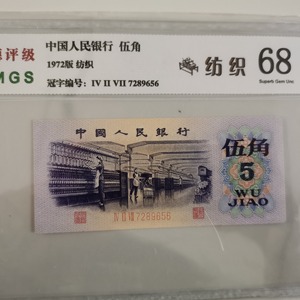 评级
MGS
中国人民银行 伍角
1972版 纺织
冠字编号: IV II VII 7289656
纺织
68
Superb Gem Unc
中国人民银行
伍角
5
WU
JIAO
IV II VII 7289656